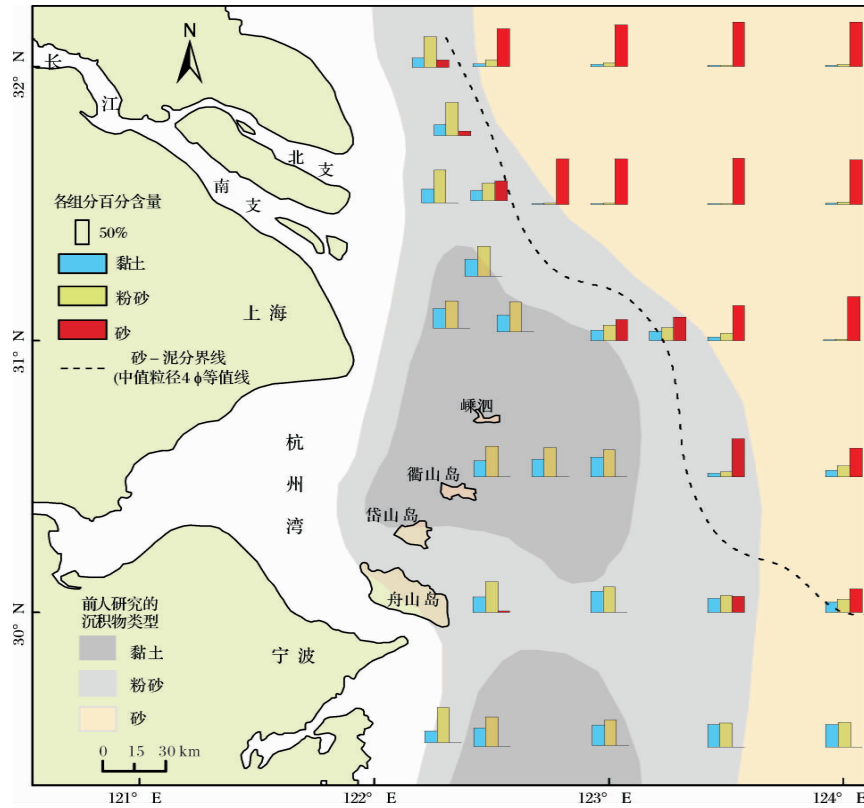 N
32° N
31° N
30° N
长
江
北
支
南
支
各组分百分含量
50%
黏土
粉砂
砂
砂–泥分界线
(中值粒径4 ϕ等值线
上 海
嵊泗
杭
州
湾
衢山岛
岱山岛
舟山岛
宁 波
前人研究的
沉积物类型
黏土
粉砂
砂
0 15 30 km
121° E
122° E
123° E
124° E